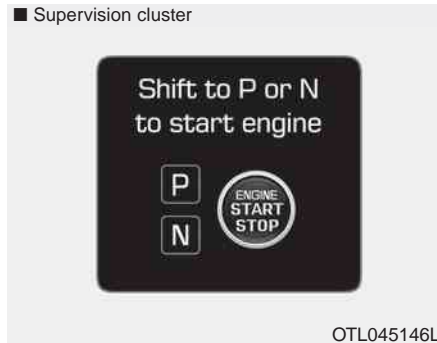 ■ Supervision cluster
Shift to P or N
to start engine
P
N
ENGINE
START
STOP
OTL045146L